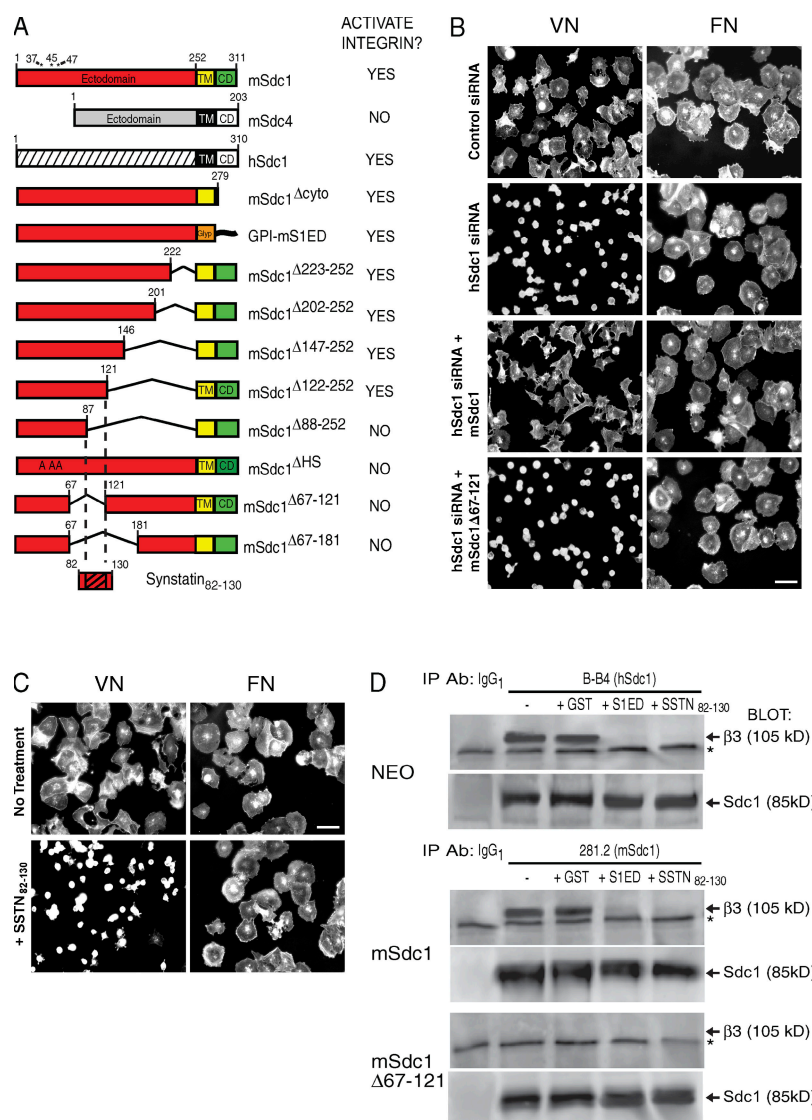 A
ACTIVATE
INTEGRIN?
1 37 * 45 * 47 252 311
Ectodomain TM CD mSdc1 YES
1 203
Ectodomain TM CD mSdc4 NO
1 310
TM CD hSdc1 YES
279
mSdc1Δcyto YES
Glyp GPI-mS1ED YES
222
mSdc1Δ223-252 YES
201
mSdc1Δ202-252 YES
146
mSdc1Δ147-252 YES
121
TM CD mSdc1Δ122-252 YES
87
mSdc1Δ88-252 NO
A AA TM CD mSdc1ΔHS NO
67 121
TM CD mSdc1Δ67-121 NO
67 181
mSdc1Δ67-181 NO
82 130
Synstatin82-130
B
VN FN
Control siRNA
hSdc1 siRNA
hSdc1 siRNA +
mSdc1
hSdc1 siRNA +
mSdc1Δ67-121
C
VN FN
No Treatment
+ SSTN82-130
D
IP Ab: IgG1 B-B4 (hSdc1)
- + GST + S1ED + SSTN82-130
BLOT:
NEO
β3 (105 kD)
*
Sdc1 (85kD)
IP Ab: IgG1 281.2 (mSdc1)
- + GST + S1ED + SSTN82-130
mSdc1
β3 (105 kD)
*
Sdc1 (85kD)
mSdc1
Δ67-121
β3 (105 kD)
*
Sdc1 (85kD)